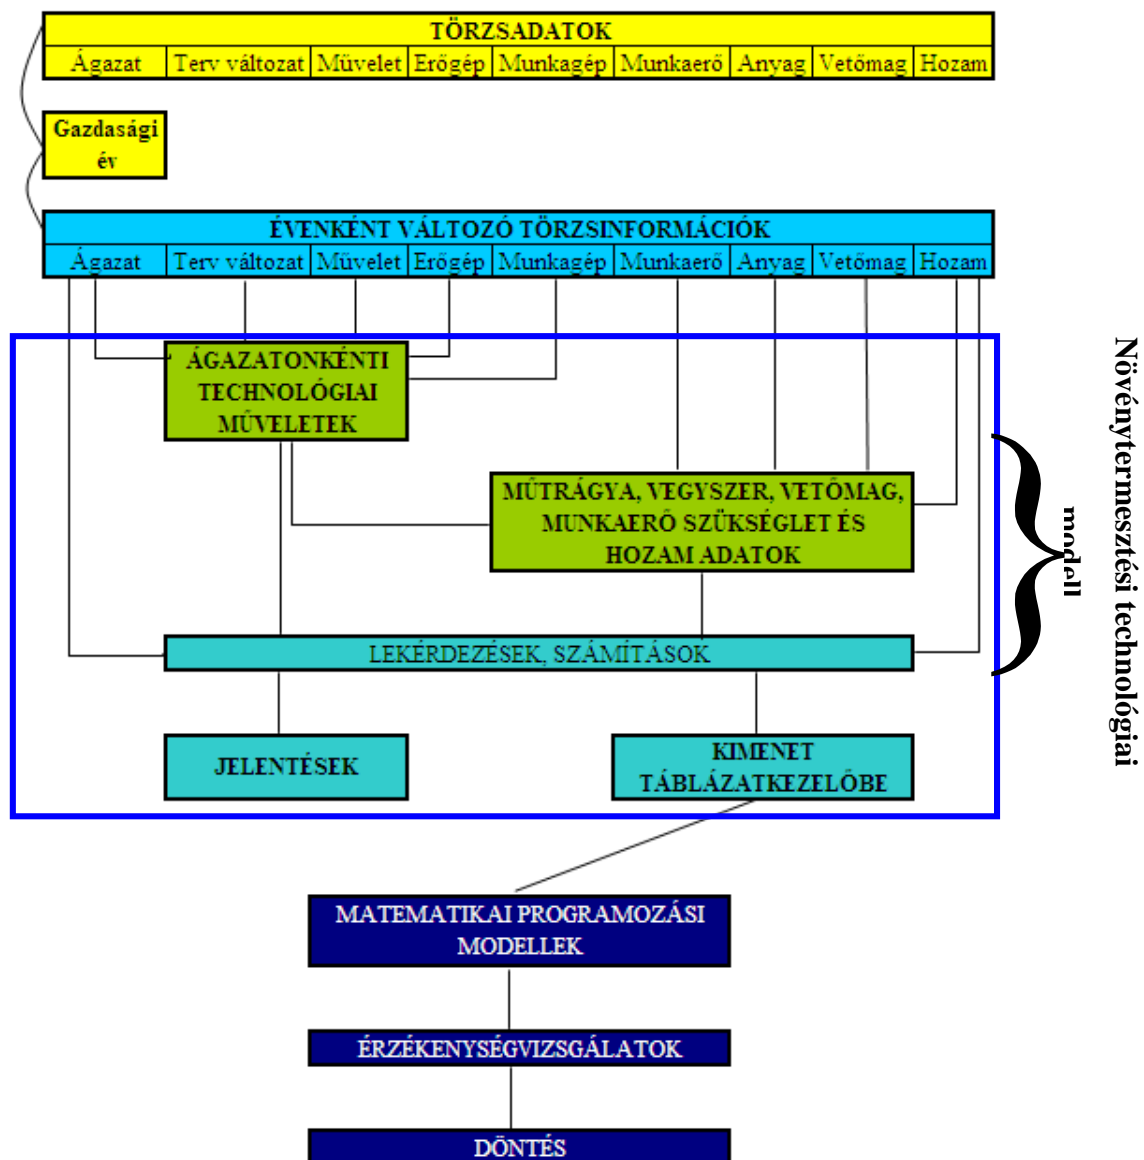 TÖRZSADATOK
Ágazat Terv változat Művelet Erőgép Munkagép Munkaerő Anyag Vetőmag Hozam
Gazdasági
év
ÉVENKÉNT VÁLTOZÓ TÖRZSINFORMÁCIÓK
Ágazat Terv változat Művelet Erőgép Munkagép Munkaerő Anyag Vetőmag Hozam
ÁGAZATONKÉNTI
TECHNOLÓGIAI
MŰVELETEK
MŰTRÁGYA, VEGYSZER, VETŐMAG,
MUNKAERŐ SZÜKSÉGLET ÉS
HOZAM ADATOK
LEKÉRDEZÉSEK, SZÁMÍTÁSOK
JELENTÉSEK
KIMENET
TÁBLÁZATKEZELŐBE
Növénytermesztési technológiai
modell
MATEMATIKAI PROGRAMOZÁSI
MODELLEK
ÉRZÉKENYSÉGVIZSGÁLATOK
DÖNTÉS